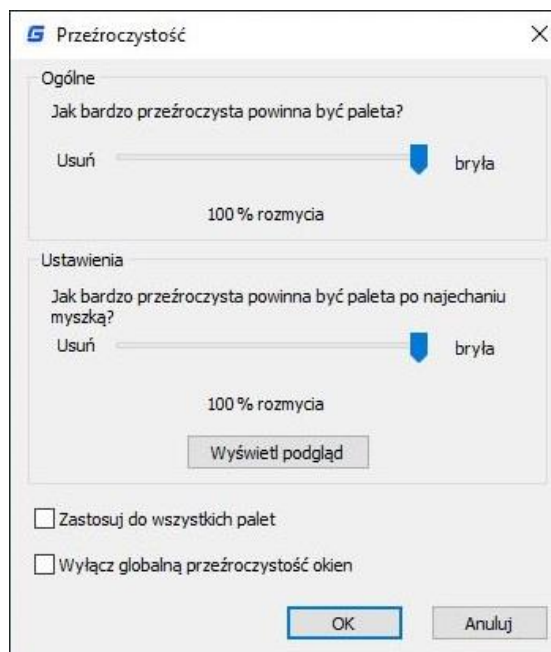 Przeźroczystość
Ogólne
Jak bardzo przeźroczysta powinna być paleta?
Usuń bryła
100 % rozmycia
Ustawienia
Jak bardzo przeźroczysta powinna być paleta po najechaniu
myszką?
Usuń bryła
100 % rozmycia
Wyświetl podgląd
Zastosuj do wszystkich palet
Wyłącz globalną przeźroczystość okien
OK Anuluj